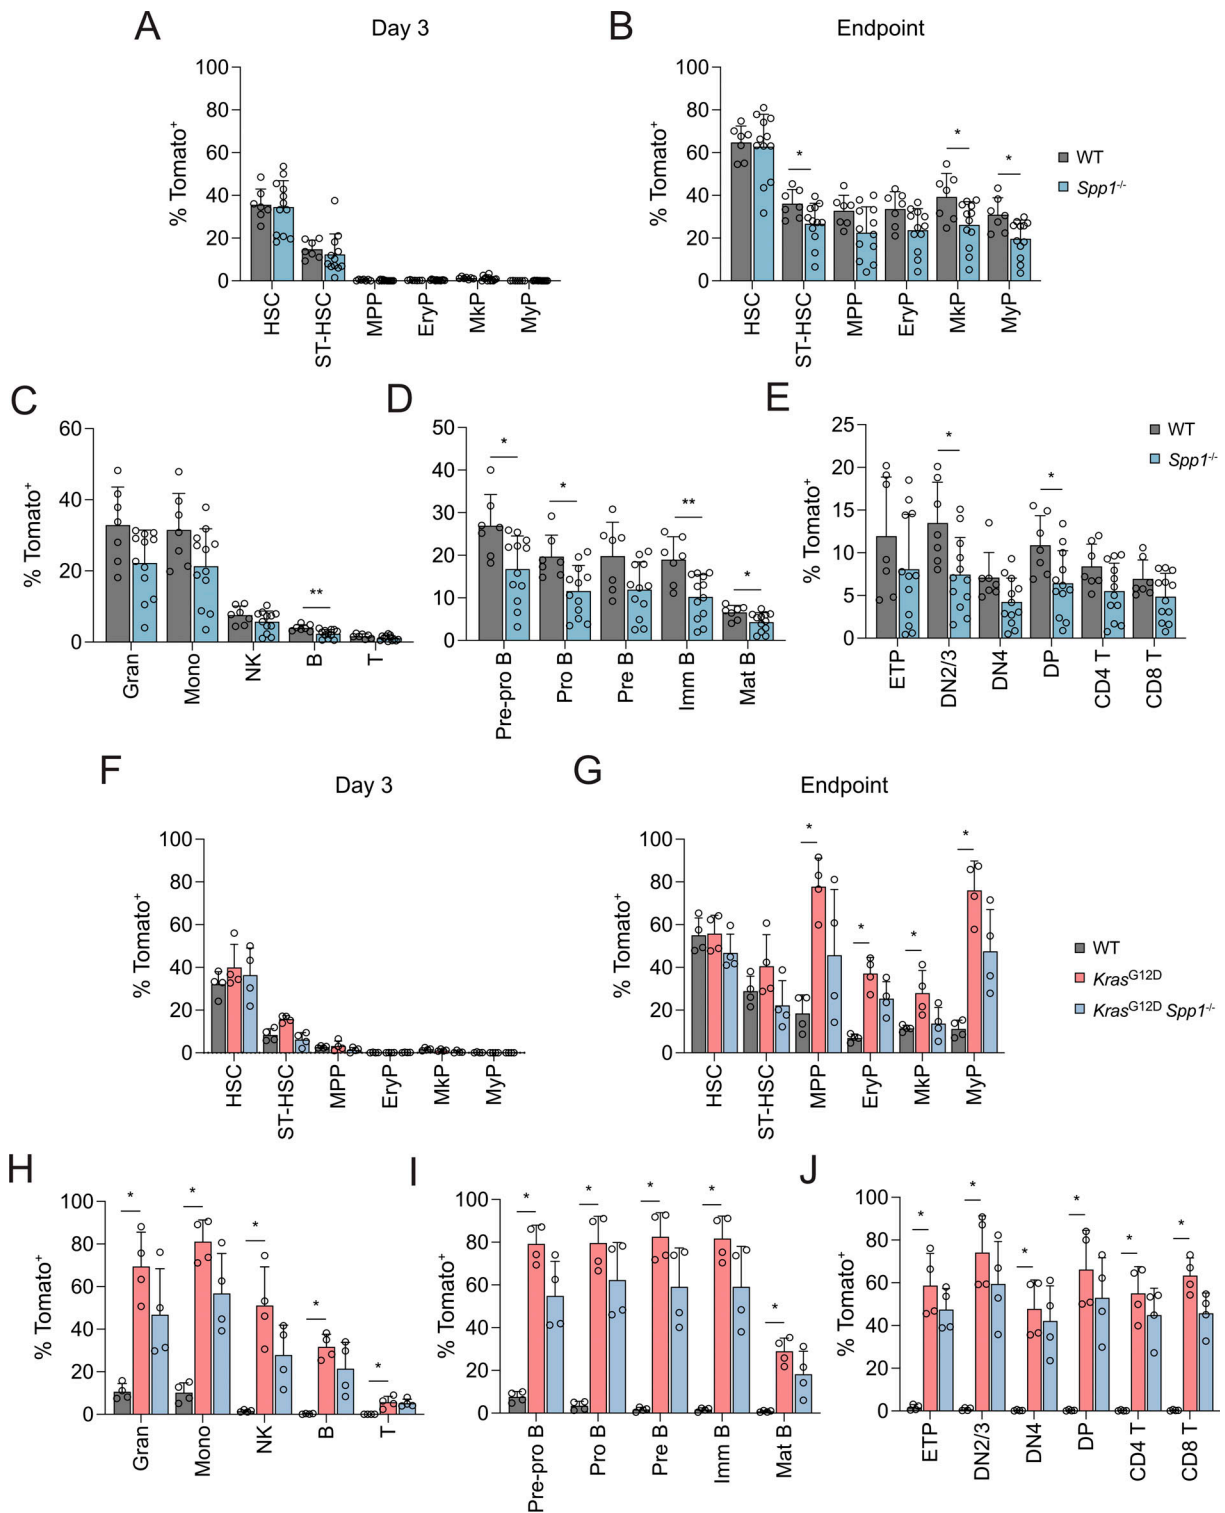 A Day 3
% Tomato+
100
80
60
40
20
0
HSC
ST-HSC
MPP
EryP
MkP
MyP
B Endpoint
% Tomato+
100
80
60
40
20
0
*
*
*
HSC
ST-HSC
MPP
EryP
MkP
MyP
WT
Spp1-/-
C
% Tomato+
60
40
20
0
**
Gran
Mono
NK
B
T
D
50
40
30
20
10
0
*
*
**
*
Pre-pro B
Pro B
Pre B
Imm B
Mat B
E
25
20
15
10
5
0
*
*
ETP
DN2/3
DN4
DP
CD4 T
CD8 T
WT
Spp1-/-
F Day 3
% Tomato+
100
80
60
40
20
0
HSC
ST-HSC
MPP
EryP
MkP
MyP
G Endpoint
% Tomato+
100
80
60
40
20
0
*
*
*
*
HSC
ST-HSC
MPP
EryP
MkP
MyP
WT
KrasG12D
KrasG12D Spp1-/-
H
% Tomato+
100
80
60
40
20
0
*
*
*
*
*
Gran
Mono
NK
B
T
I
% Tomato+
100
80
60
40
20
0
*
*
*
*
*
Pre-pro B
Pro B
Pre B
Imm B
Mat B
J
% Tomato+
100
80
60
40
20
0
*
*
*
*
*
*
ETP
DN2/3
DN4
DP
CD4 T
CD8 T